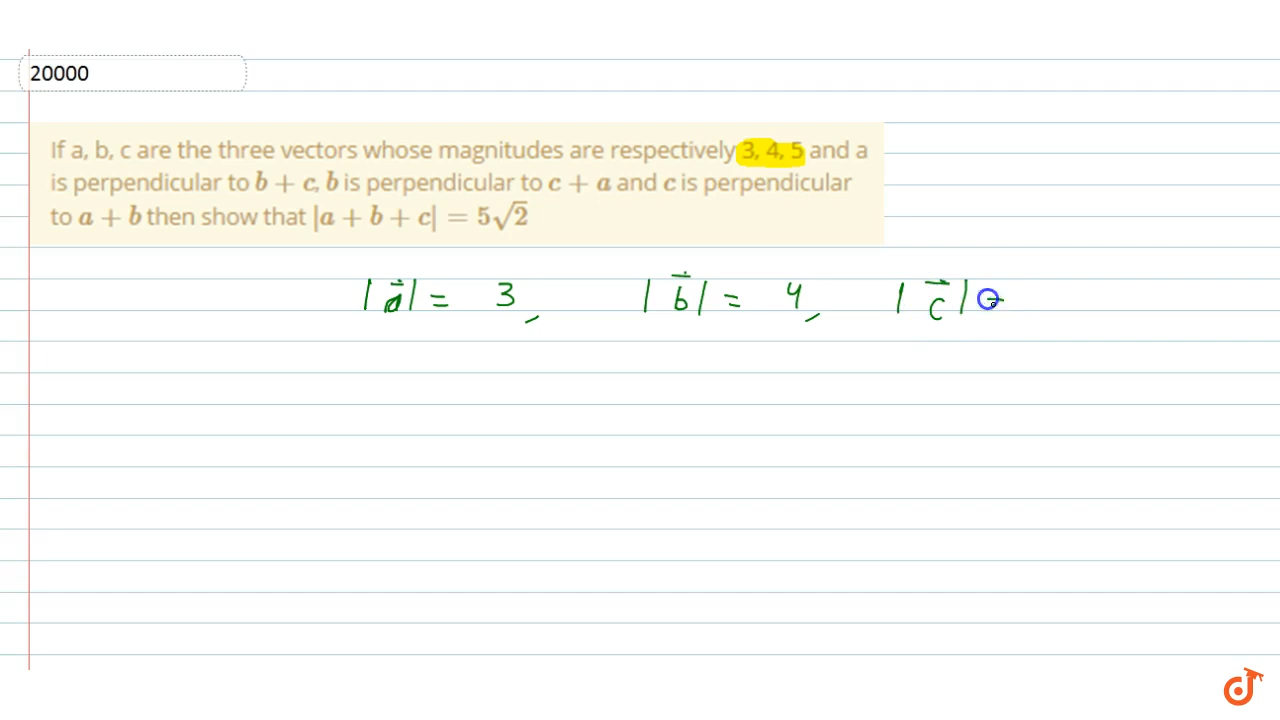 20000
If a, b, c are the three vectors whose magnitudes are respectively 3, 4, 5 and a
is perpendicular to b + c, b is perpendicular to c + a and c is perpendicular
to a + b then show that |a + b + c| = 5√2
|a⃗| = 3, |b⃗| = 4, |c⃗| =